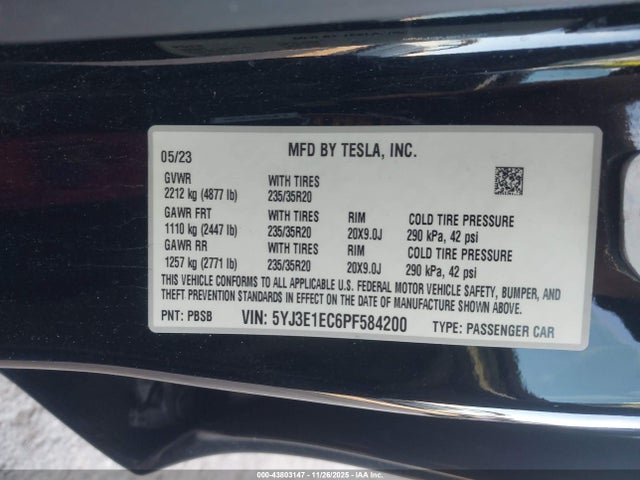 MFD BY TESLA, INC.
05/23
GVWR WITH TIRES
2212 kg (4877 lb) 235/35R20
GAWR FRT WITH TIRES RIM COLD TIRE PRESSURE
1110 kg (2447 lb) 235/35R20 20X9.0J 290 kPa, 42 psi
GAWR RR WITH TIRES RIM COLD TIRE PRESSURE
1257 kg (2771 lb) 235/35R20 20X9.0J 290 kPa, 42 psi
THIS VEHICLE CONFORMS TO ALL APPLICABLE U.S. FEDERAL MOTOR VEHICLE SAFETY, BUMPER, AND
THEFT PREVENTION STANDARDS IN EFFECT ON THE DATE OF MANUFACTURE SHOWN ABOVE.
PNT: PBSB VIN: 5YJ3E1EC6PF584200 TYPE: PASSENGER CAR
000-43803147 - 11/26/2025 - IAAI.COM